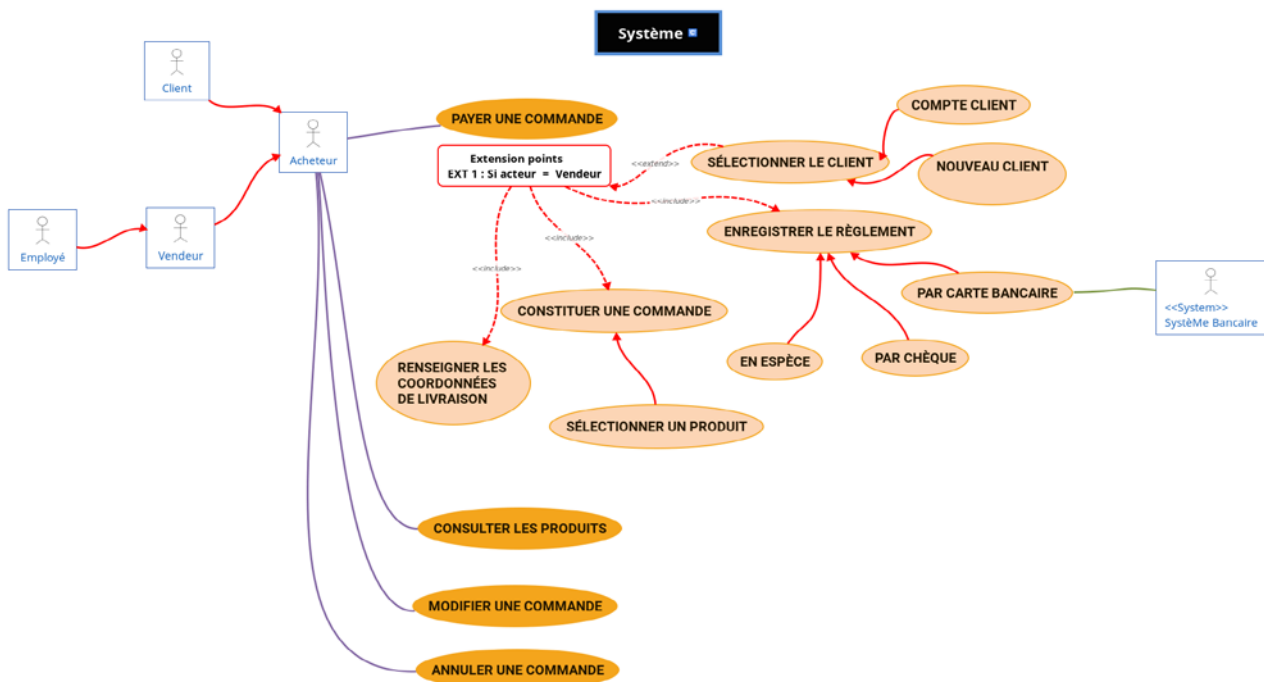 Système
Client
Acheteur
Employé
Vendeur
PAYER UNE COMMANDE
Extension points
EXT 1 : Si acteur = Vendeur
<<extend>>
SÉLECTIONNER LE CLIENT
COMPTE CLIENT
NOUVEAU CLIENT
<<include>>
ENREGISTRER LE RÈGLEMENT
<<include>>
<<include>>
PAR CARTE BANCAIRE
<<System>>
SystèMe Bancaire
CONSTITUER UNE COMMANDE
EN ESPÈCE
PAR CHÈQUE
RENSEIGNER LES
COORDONNÉES
DE LIVRAISON
SÉLECTIONNER UN PRODUIT
CONSULTER LES PRODUITS
MODIFIER UNE COMMANDE
ANNULER UNE COMMANDE